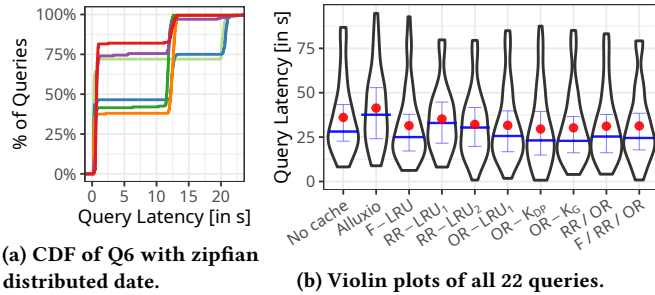 % of Queries
100%
75%
50%
25%
0%
0 5 10 15 20
Query Latency [in s]
(a) CDF of Q6 with zipfian
distributed date.
Query Latency [in s]
75
50
25
0
No cache
Alluxio
F – LRU
RR – LRU₁
RR – LRU₂
OR – LRU₁
OR – K_DP
OR – K_G
RR / OR
F / RR / OR
(b) Violin plots of all 22 queries.